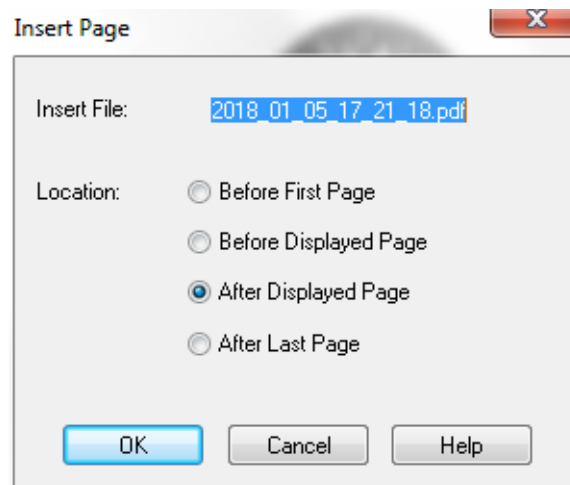 Insert Page
Insert File: 2018_01_05_17_21_18.pdf
Location: Before First Page
Before Displayed Page
After Displayed Page
After Last Page
OK Cancel Help